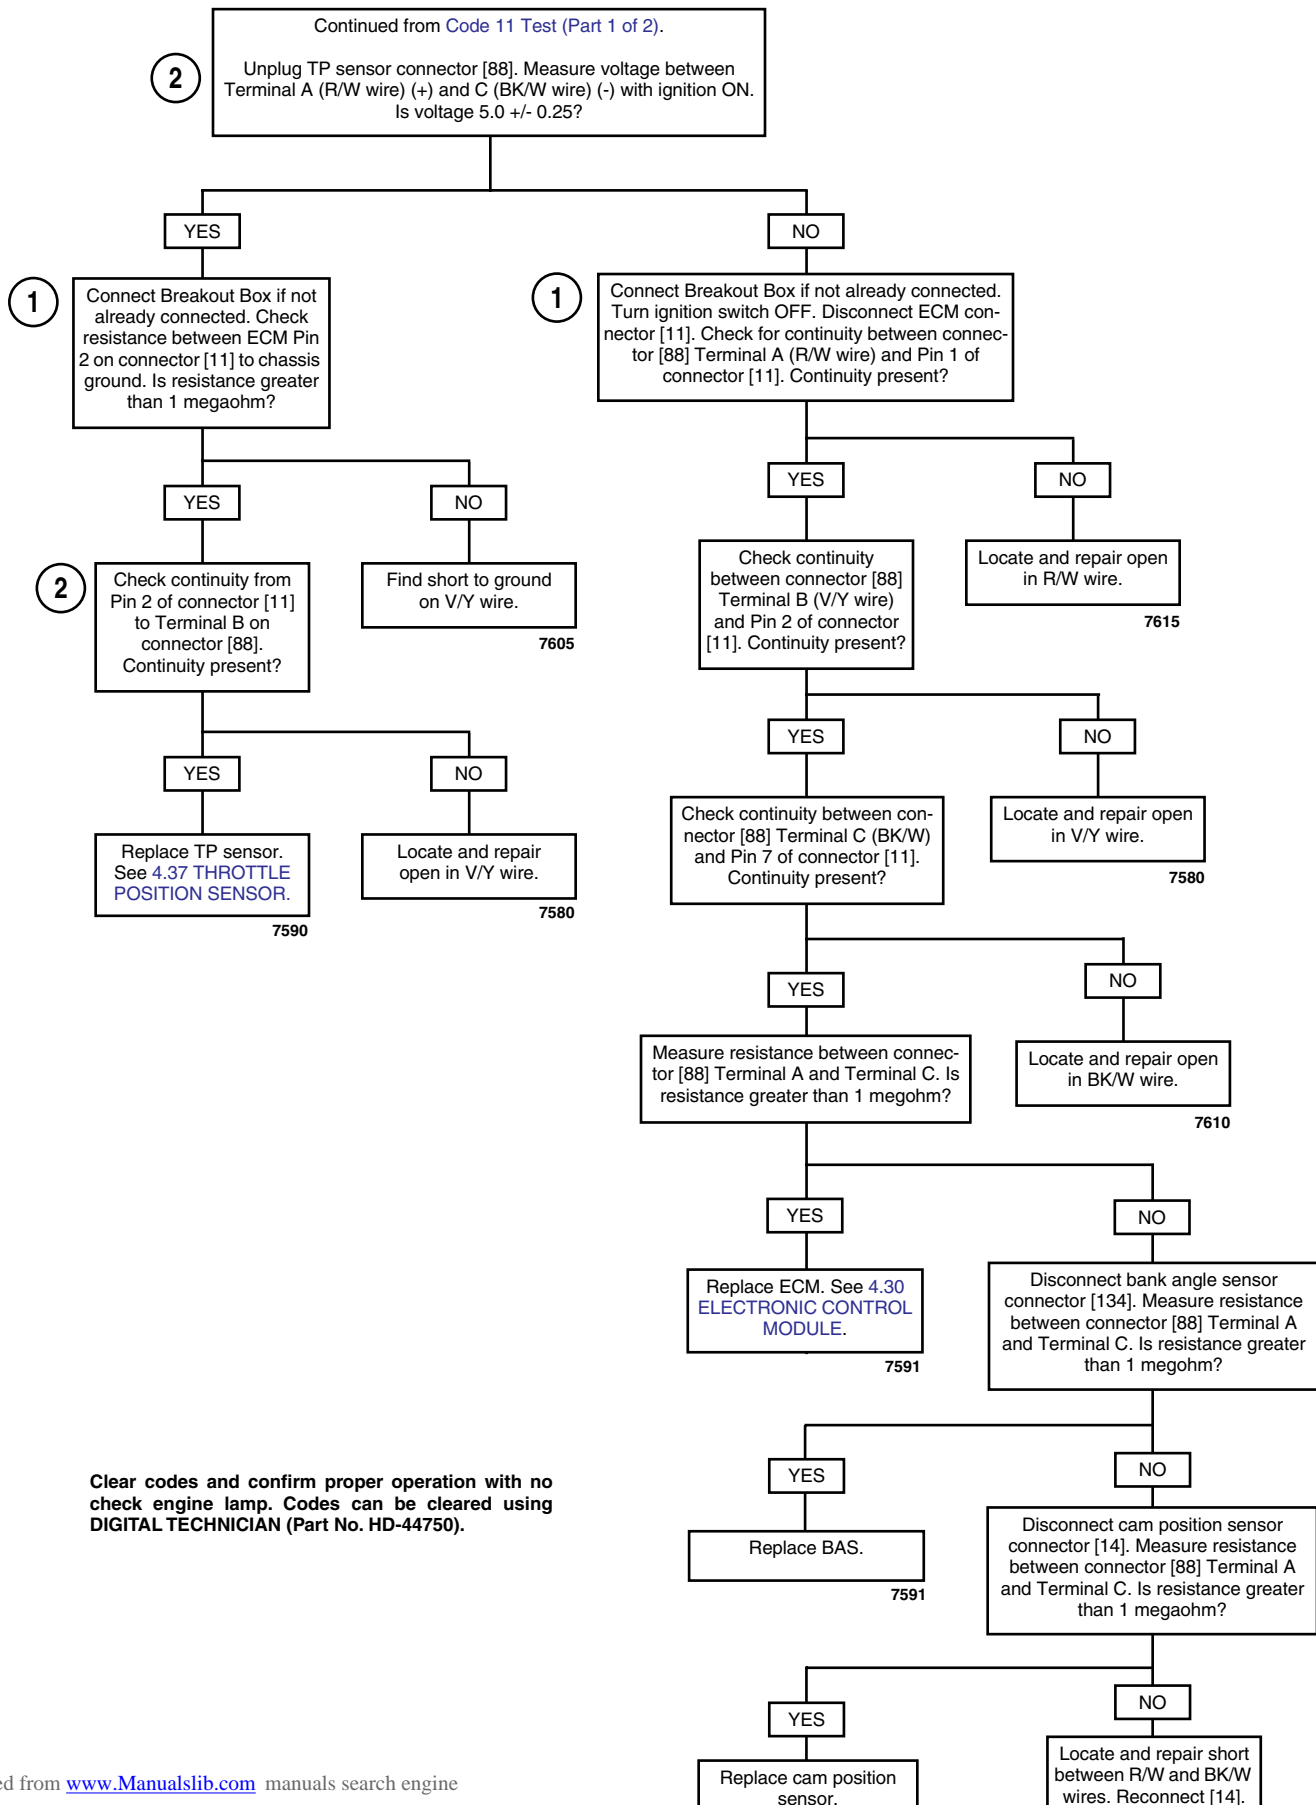 Continued from Code 11 Test (Part 1 of 2).
2
Unplug TP sensor connector [88]. Measure voltage between
Terminal A (R/W wire) (+) and C (BK/W wire) (-) with ignition ON.
Is voltage 5.0 +/- 0.25?
YES
NO
1
Connect Breakout Box if not
already connected. Check
resistance between ECM Pin
2 on connector [11] to chassis
ground. Is resistance greater
than 1 megaohm?
1
Connect Breakout Box if not already connected.
Turn ignition switch OFF. Disconnect ECM con-
nector [11]. Check for continuity between connec-
tor [88] Terminal A (R/W wire) and Pin 1 of
connector [11]. Continuity present?
YES
NO
YES
NO
2
Check continuity from
Pin 2 of connector [11]
to Terminal B on
connector [88].
Continuity present?
Find short to ground
on V/Y wire.
7605
Check continuity
between connector [88]
Terminal B (V/Y wire)
and Pin 2 of connector
[11]. Continuity present?
Locate and repair open
in R/W wire.
7615
YES
NO
YES
NO
Replace TP sensor.
See 4.37 THROTTLE
POSITION SENSOR.
7590
Locate and repair
open in V/Y wire.
7580
Check continuity between con-
nector [88] Terminal C (BK/W)
and Pin 7 of connector [11].
Continuity present?
Locate and repair open
in V/Y wire.
7580
YES
NO
Measure resistance between connec-
tor [88] Terminal A and Terminal C. Is
resistance greater than 1 megohm?
Locate and repair open
in BK/W wire.
7610
YES
NO
Replace ECM. See 4.30
ELECTRONIC CONTROL
MODULE.
7591
Disconnect bank angle sensor
connector [134]. Measure resistance
between connector [88] Terminal A
and Terminal C. Is resistance greater
than 1 megohm?
YES
NO
Clear codes and confirm proper operation with no
check engine lamp. Codes can be cleared using
DIGITAL TECHNICIAN (Part No. HD-44750).
Replace BAS.
7591
Disconnect cam position sensor
connector [14]. Measure resistance
between connector [88] Terminal A
and Terminal C. Is resistance greater
than 1 megaohm?
YES
NO
Replace cam position
sensor.
Locate and repair short
between R/W and BK/W
wires. Reconnect [14].
ed from www.Manualslib.com manuals search engine